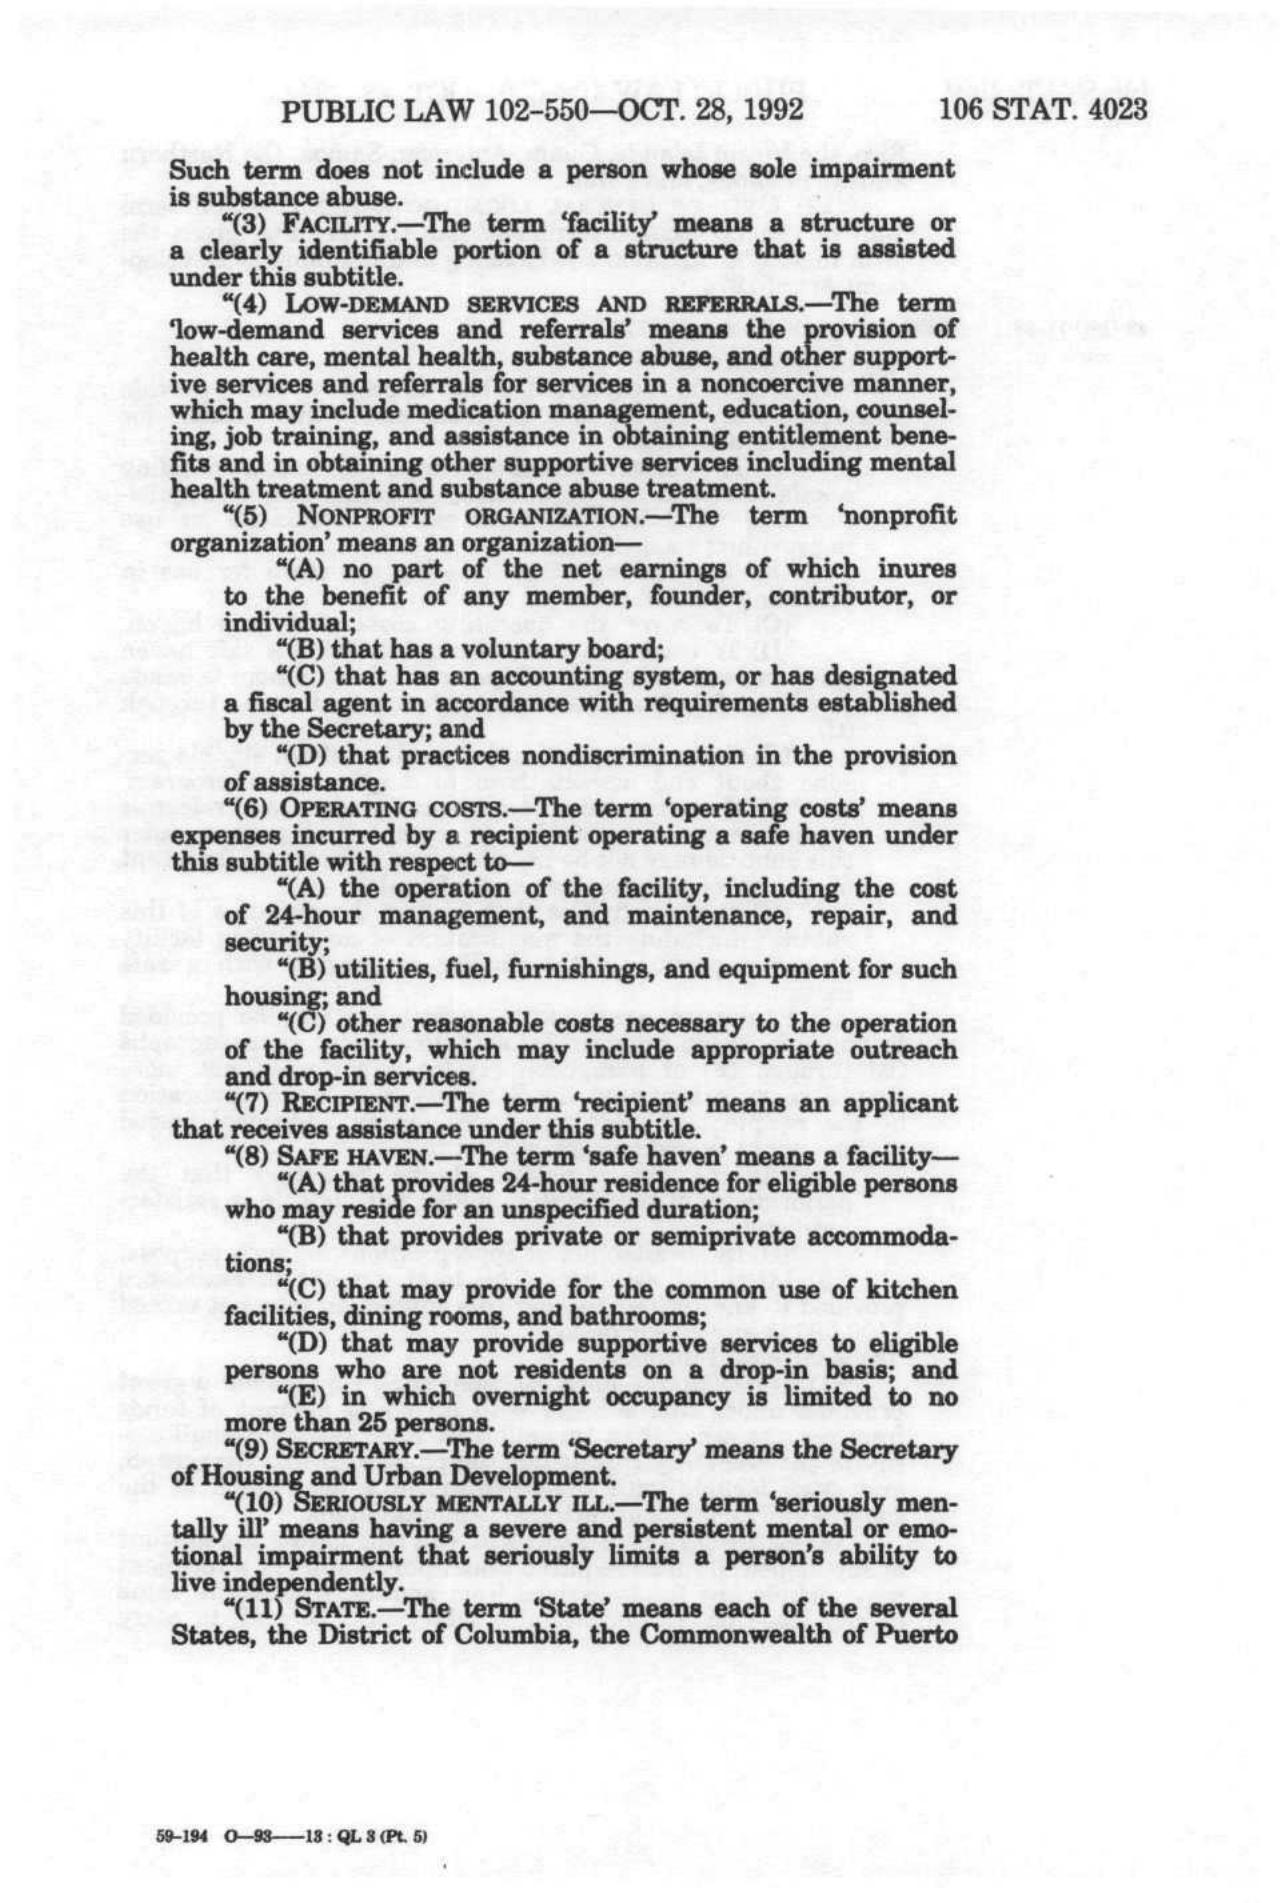 PUBLIC LAW 102-550—OCT. 28, 1992 106 STAT. 4023
Such term does not include a person whose sole impairment
is substance abuse.
“(3) FACILITY.—The term ‘facility’ means a structure or
a clearly identifiable portion of a structure that is assisted
under this subtitle.
“(4) LOW-DEMAND SERVICES AND REFERRALS.—The term
‘low-demand services and referrals’ means the provision of
health care, mental health, substance abuse, and other support-
ive services and referrals for services in a noncoercive manner,
which may include medication management, education, counsel-
ing, job training, and assistance in obtaining entitlement bene-
fits and in obtaining other supportive services including mental
health treatment and substance abuse treatment.
“(5) NONPROFIT ORGANIZATION.—The term ‘nonprofit
organization’ means an organization—
“(A) no part of the net earnings of which inures
to the benefit of any member, founder, contributor, or
individual;
“(B) that has a voluntary board;
“(C) that has an accounting system, or has designated
a fiscal agent in accordance with requirements established
by the Secretary; and
“(D) that practices nondiscrimination in the provision
of assistance.
“(6) OPERATING COSTS.—The term ‘operating costs’ means
expenses incurred by a recipient operating a safe haven under
this subtitle with respect to—
“(A) the operation of the facility, including the cost
of 24-hour management, and maintenance, repair, and
security;
“(B) utilities, fuel, furnishings, and equipment for such
housing; and
“(C) other reasonable costs necessary to the operation
of the facility, which may include appropriate outreach
and drop-in services.
“(7) RECIPIENT.—The term ‘recipient’ means an applicant
that receives assistance under this subtitle.
“(8) SAFE HAVEN.—The term ‘safe haven’ means a facility—
“(A) that provides 24-hour residence for eligible persons
who may reside for an unspecified duration;
“(B) that provides private or semiprivate accommoda-
tions;
“(C) that may provide for the common use of kitchen
facilities, dining rooms, and bathrooms;
“(D) that may provide supportive services to eligible
persons who are not residents on a drop-in basis; and
“(E) in which overnight occupancy is limited to no
more than 25 persons.
“(9) SECRETARY.—The term ‘Secretary’ means the Secretary
of Housing and Urban Development.
“(10) SERIOUSLY MENTALLY ILL.—The term ‘seriously men-
tally ill’ means having a severe and persistent mental or emo-
tional impairment that seriously limits a person’s ability to
live independently.
“(11) STATE.—The term ‘State’ means each of the several
States, the District of Columbia, the Commonwealth of Puerto
59-194 O—93——13 : QL 3 (Pt. 5)